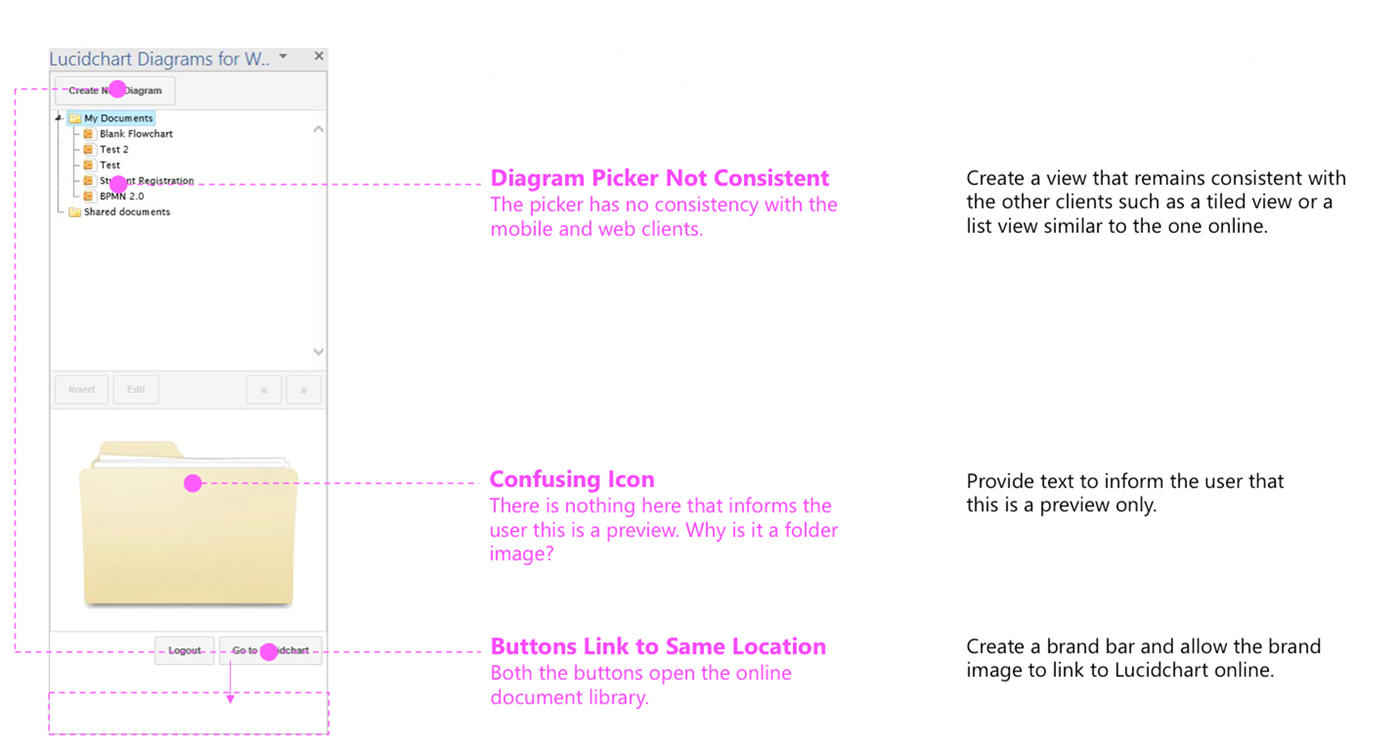 Lucidchart Diagrams for W..
Create N Diagram
My Documents
Blank Flowchart
Test 2
Test
St nt Registration
BPMN 2.0
Shared documents
Insert
Edit
«
»
Logout
Go to idchart
Diagram Picker Not Consistent
The picker has no consistency with the
mobile and web clients.
Create a view that remains consistent with
the other clients such as a tiled view or a
list view similar to the one online.
Confusing Icon
There is nothing here that informs the
user this is a preview. Why is it a folder
image?
Provide text to inform the user that
this is a preview only.
Buttons Link to Same Location
Both the buttons open the online
document library.
Create a brand bar and allow the brand
image to link to Lucidchart online.